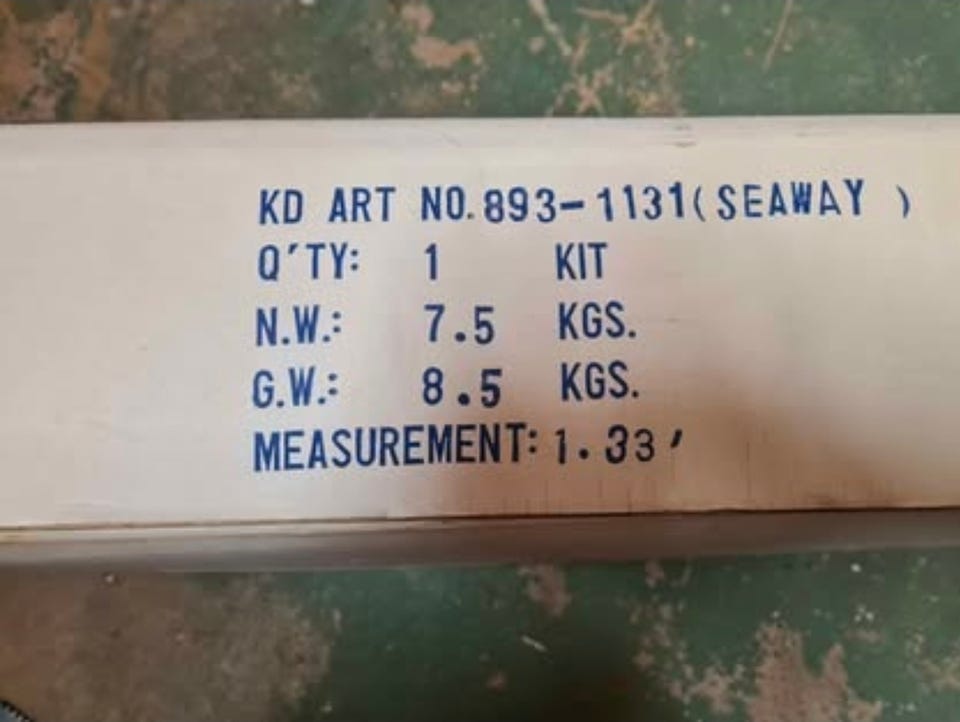 KD ART NO. 893-1131(SEAWAY )
Q'TY: 1 KIT
N.W.: 7.5 KGS.
G.W.: 8.5 KGS.
MEASUREMENT: 1.33'